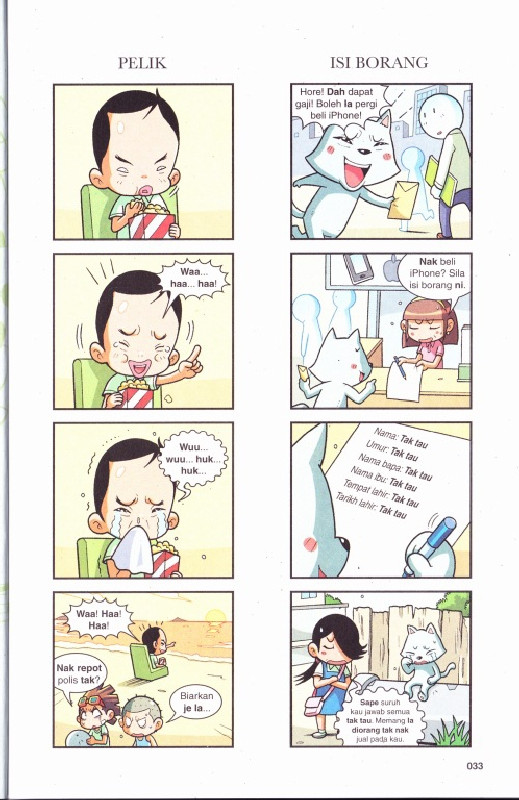 PELIK
Waa...
haa... haa!
Wuu...
wuu... huk...
huk...
Waa! Haa!
Haa!
Nak repot
polis tak?
Biarkan
je la...
ISI BORANG
Hore!! Dah dapat
gaji! Boleh la pergi
beli iPhone!
Nak beli
iPhone? Sila
isi borang ni.
Nama: Tak tau
Umur: Tak tau
Nama bapa: Tak tau
Nama ibu: Tak tau
Tempat lahir: Tak tau
Tarikh lahir: Tak tau
Sape suruh
kau jawab semua
tak tau. Memang la
diorang tak nak
jual pada kau.
033